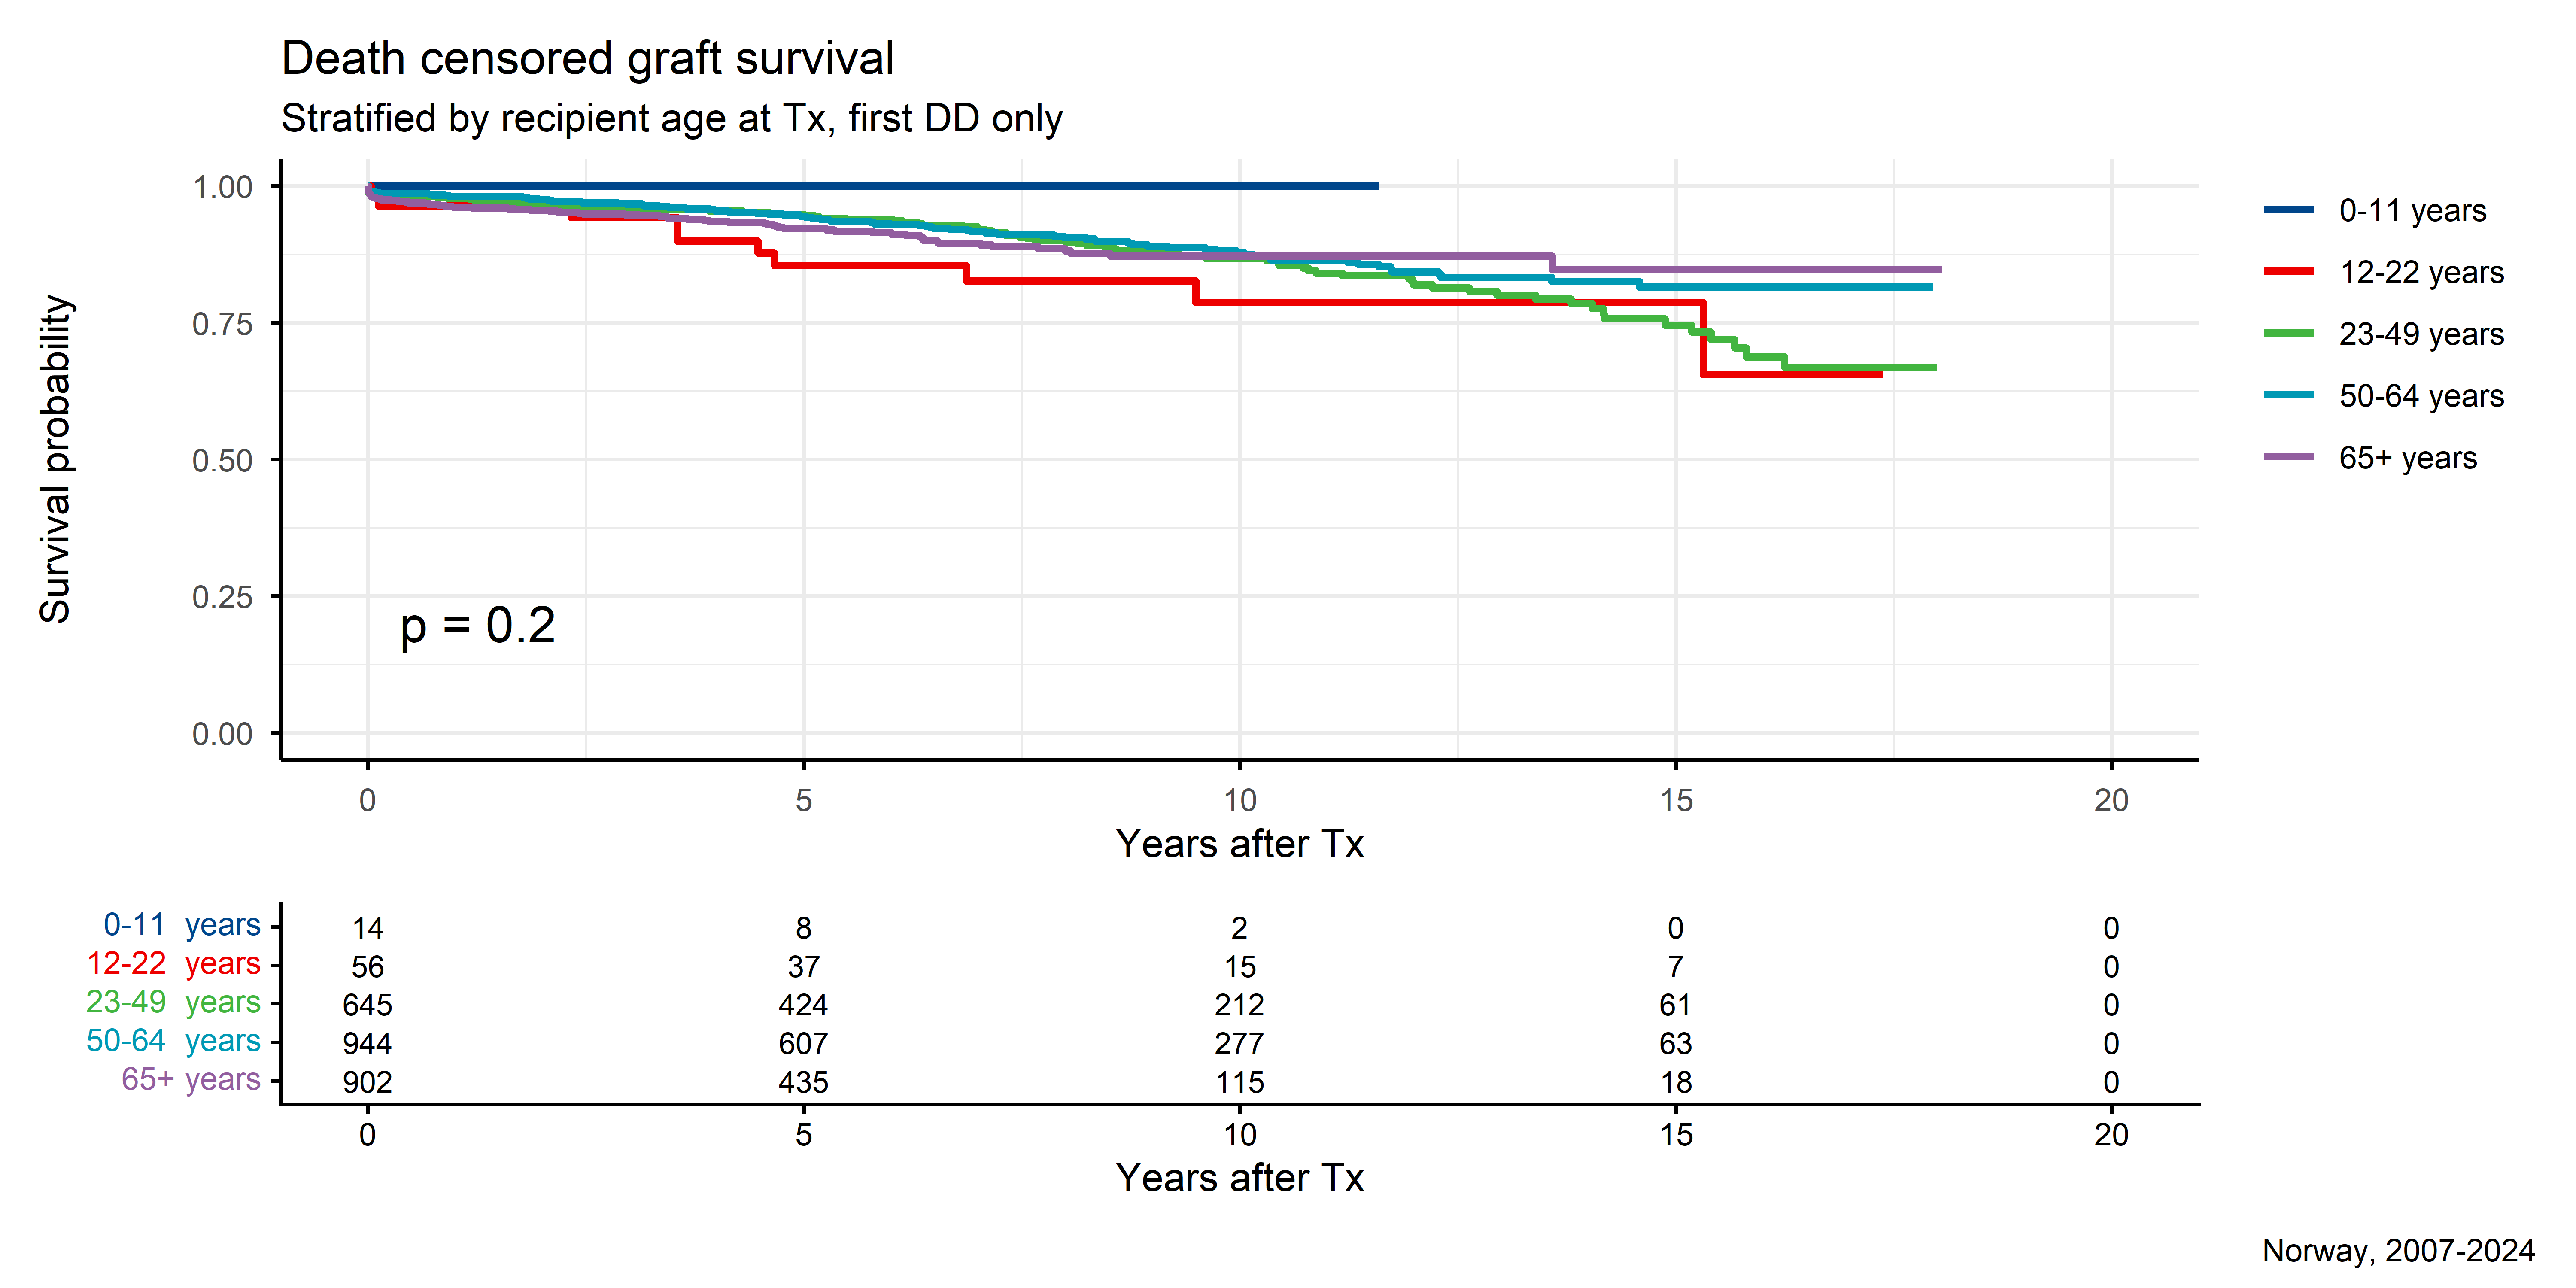 Death censored graft survival
Stratified by recipient age at Tx, first DD only
Survival probability
1.00
0.75
0.50
0.25
0.00
p = 0.2
0 5 10 15 20
Years after Tx
0-11 years
12-22 years
23-49 years
50-64 years
65+ years
0-11 years 14 8 2 0 0
12-22 years 56 37 15 7 0
23-49 years 645 424 212 61 0
50-64 years 944 607 277 63 0
65+ years 902 435 115 18 0
0 5 10 15 20
Years after Tx
Norway, 2007-2024